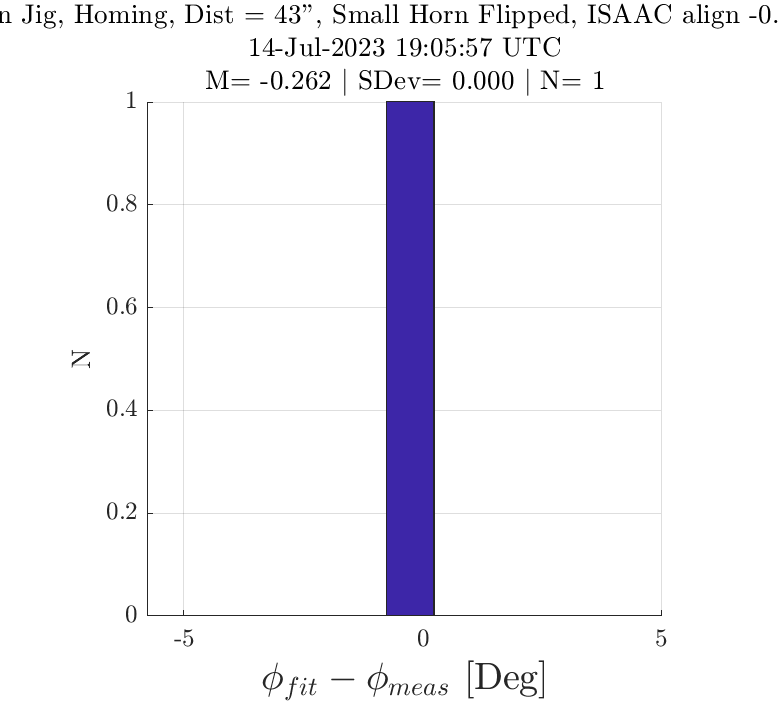 n Jig, Homing, Dist = 43", Small Horn Flipped, ISAAC align -0.
14-Jul-2023 19:05:57 UTC
M= -0.262 | SDev= 0.000 | N= 1
1
0.8
0.6
0.4
0.2
0
N
-5 0 5
ϕ_fit − ϕ_meas [Deg]